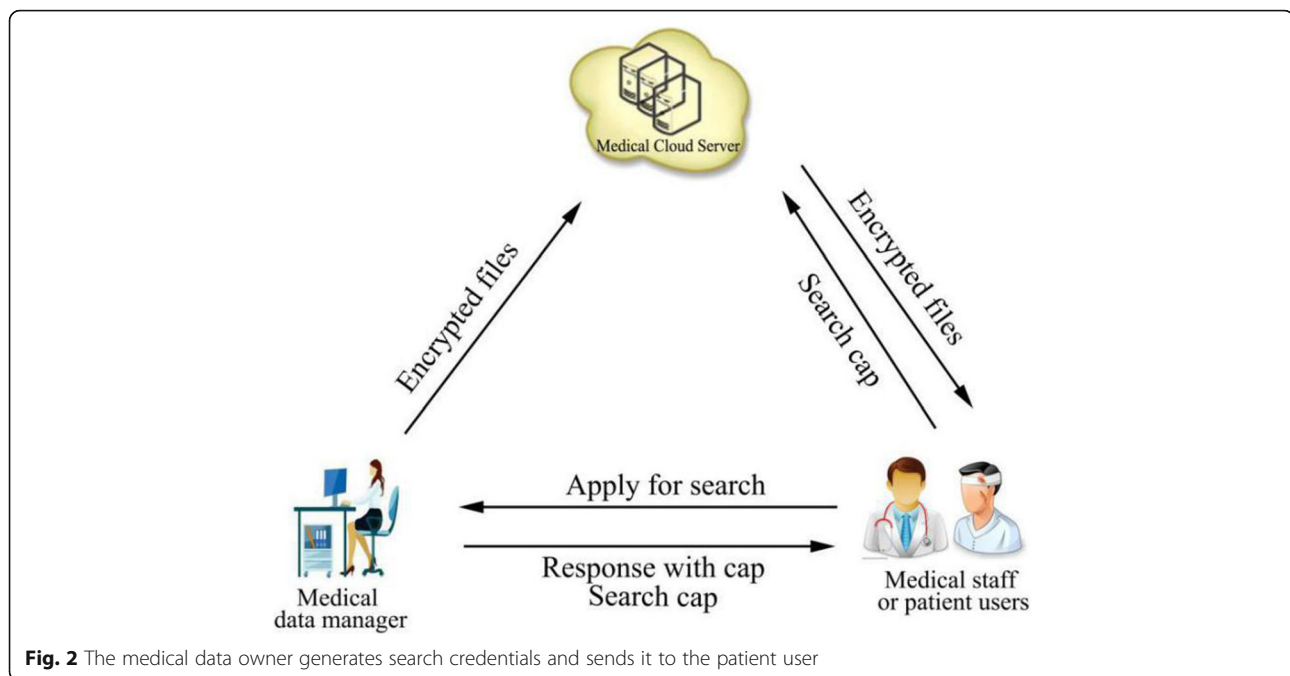 Medical Cloud Server
Encrypted files
Encrypted files
Search cap
Apply for search
Response with cap
Search cap
Medical
data manager
Medical staff
or patient users
Fig. 2 The medical data owner generates search credentials and sends it to the patient user